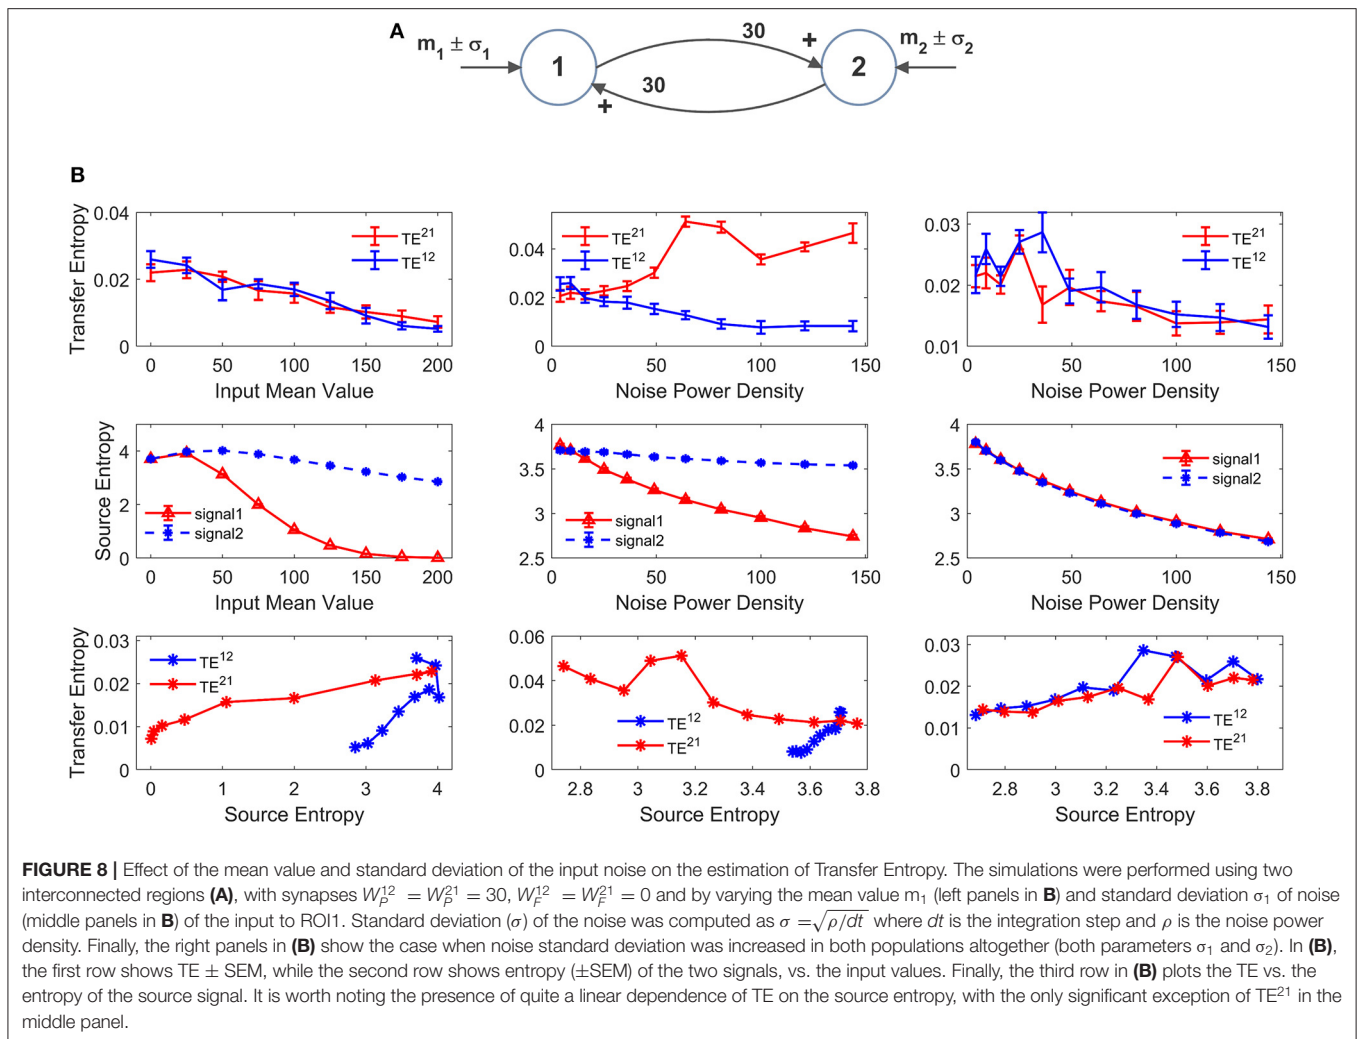 A
m1 ± σ1
30
+
m2 ± σ2
1
2
30
+
B
Transfer Entropy
0.04
0.02
0
TE21
TE12
0 50 100 150 200
Input Mean Value
0.04
0.02
0
TE21
TE12
0 50 100 150
Noise Power Density
0.03
0.02
0.01
TE21
TE12
0 50 100 150
Noise Power Density
Source Entropy
4
2
0
signal1
signal2
0 50 100 150 200
Input Mean Value
4
3.5
3
2.5
signal1
signal2
0 50 100 150
Noise Power Density
4
3.5
3
2.5
signal1
signal2
0 50 100 150
Noise Power Density
Transfer Entropy
0.03
0.02
0.01
0
TE12
TE21
0 1 2 3 4
Source Entropy
0.06
0.04
0.02
0
TE12
TE21
2.8 3 3.2 3.4 3.6 3.8
Source Entropy
0.03
0.02
0.01
0
TE12
TE21
2.8 3 3.2 3.4 3.6 3.8
Source Entropy
FIGURE 8 | Effect of the mean value and standard deviation of the input noise on the estimation of Transfer Entropy. The simulations were performed using two
interconnected regions (A), with synapses W_P^12 = W_P^21 = 30, W_F^12 = W_F^21 = 0 and by varying the mean value m1 (left panels in B) and standard deviation σ1 of noise
(middle panels in B) of the input to ROI1. Standard deviation (σ) of the noise was computed as σ =√ρ/dt where dt is the integration step and ρ is the noise power
density. Finally, the right panels in (B) show the case when noise standard deviation was increased in both populations altogether (both parameters σ1 and σ2). In (B),
the first row shows TE ± SEM, while the second row shows entropy (±SEM) of the two signals, vs. the input values. Finally, the third row in (B) plots the TE vs. the
entropy of the source signal. It is worth noting the presence of quite a linear dependence of TE on the source entropy, with the only significant exception of TE21 in the
middle panel.